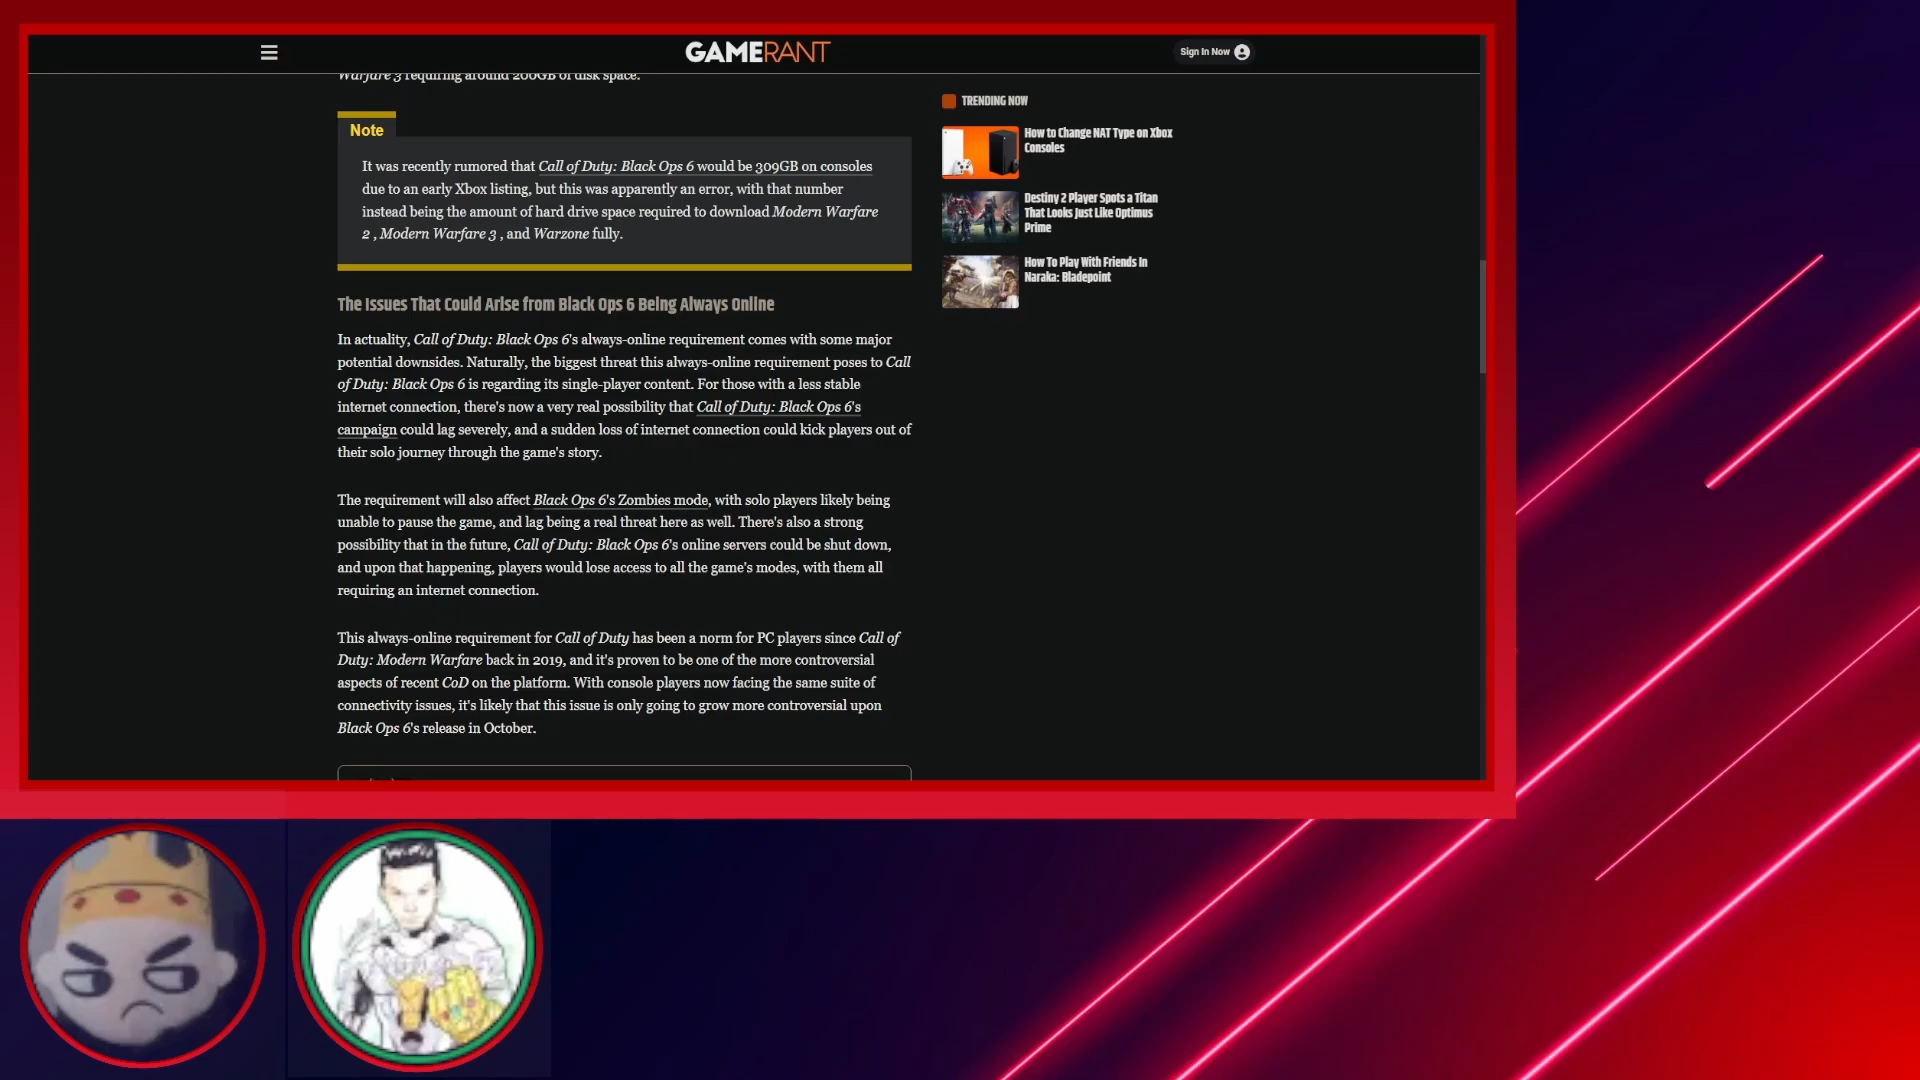 GAMERANT
Sign In Now
Warfare 3 requiring around 200GB of disk space.
Note
It was recently rumored that Call of Duty: Black Ops 6 would be 309GB on consoles
due to an early Xbox listing, but this was apparently an error, with that number
instead being the amount of hard drive space required to download Modern Warfare
2 , Modern Warfare 3 , and Warzone fully.
The Issues That Could Arise from Black Ops 6 Being Always Online
In actuality, Call of Duty: Black Ops 6's always-online requirement comes with some major
potential downsides. Naturally, the biggest threat this always-online requirement poses to Call
of Duty: Black Ops 6 is regarding its single-player content. For those with a less stable
internet connection, there's now a very real possibility that Call of Duty: Black Ops 6's
campaign could lag severely, and a sudden loss of internet connection could kick players out of
their solo journey through the game's story.
The requirement will also affect Black Ops 6's Zombies mode, with solo players likely being
unable to pause the game, and lag being a real threat here as well. There's also a strong
possibility that in the future, Call of Duty: Black Ops 6's online servers could be shut down,
and upon that happening, players would lose access to all the game's modes, with them all
requiring an internet connection.
This always-online requirement for Call of Duty has been a norm for PC players since Call of
Duty: Modern Warfare back in 2019, and it's proven to be one of the more controversial
aspects of recent CoD on the platform. With console players now facing the same suite of
connectivity issues, it's likely that this issue is only going to grow more controversial upon
Black Ops 6's release in October.
TRENDING NOW
How to Change NAT Type on Xbox
Consoles
Destiny 2 Player Spots a Titan
That Looks Just Like Optimus
Prime
How To Play With Friends In
Naraka: Bladepoint